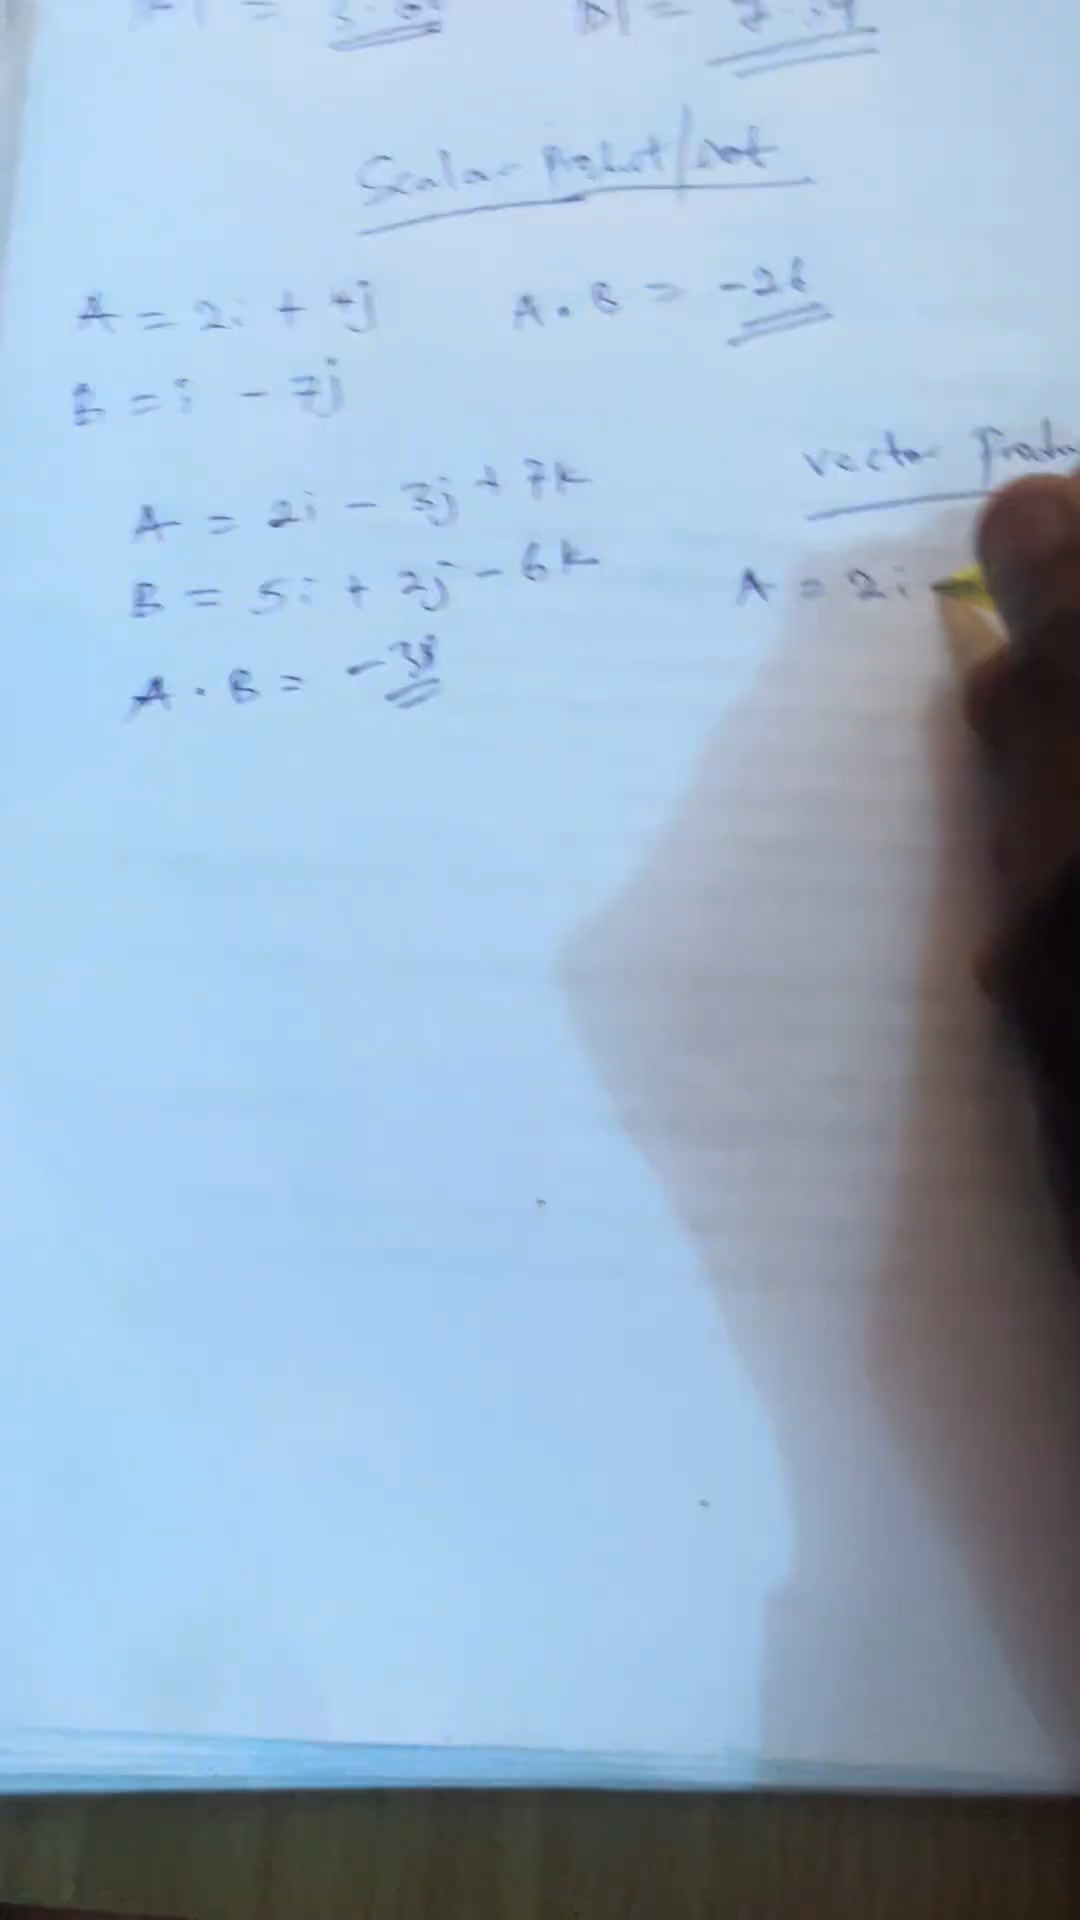 Scalar Product/Dot
A = 2i + 4j
A . B = -26
B = i - 7j
A = 2i - 3j + 7k
B = 5i + 2j - 6k
A . B = -38
vector
A = 2i